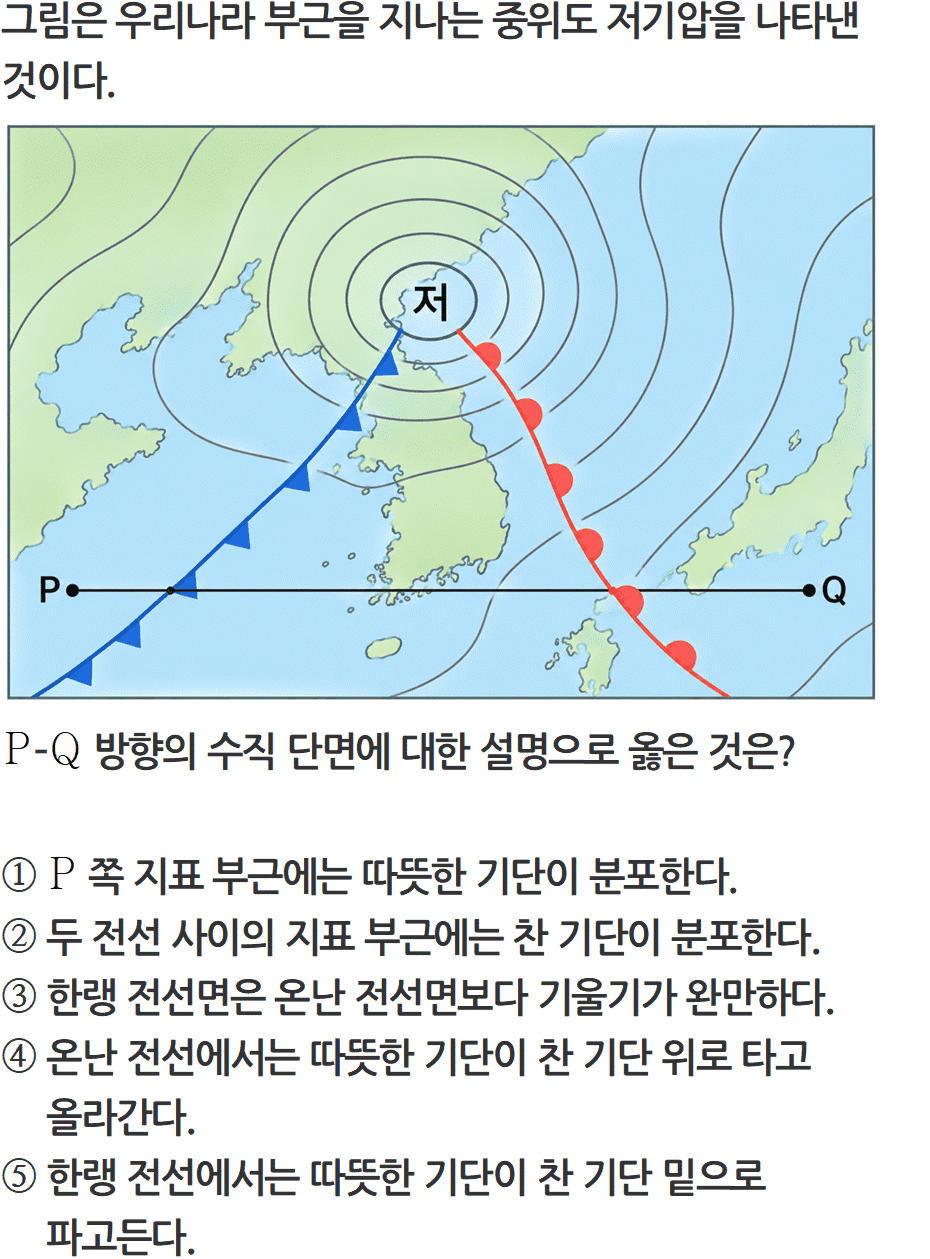 그림은 우리나라 부근을 지나는 중위도 저기압을 나타낸
것이다.
저
P
Q
P-Q 방향의 수직 단면에 대한 설명으로 옳은 것은?
① P 쪽 지표 부근에는 따뜻한 기단이 분포한다.
② 두 전선 사이의 지표 부근에는 찬 기단이 분포한다.
③ 한랭 전선면은 온난 전선면보다 기울기가 완만하다.
④ 온난 전선에서는 따뜻한 기단이 찬 기단 위로 타고
올라간다.
⑤ 한랭 전선에서는 따뜻한 기단이 찬 기단 밑으로
파고든다.